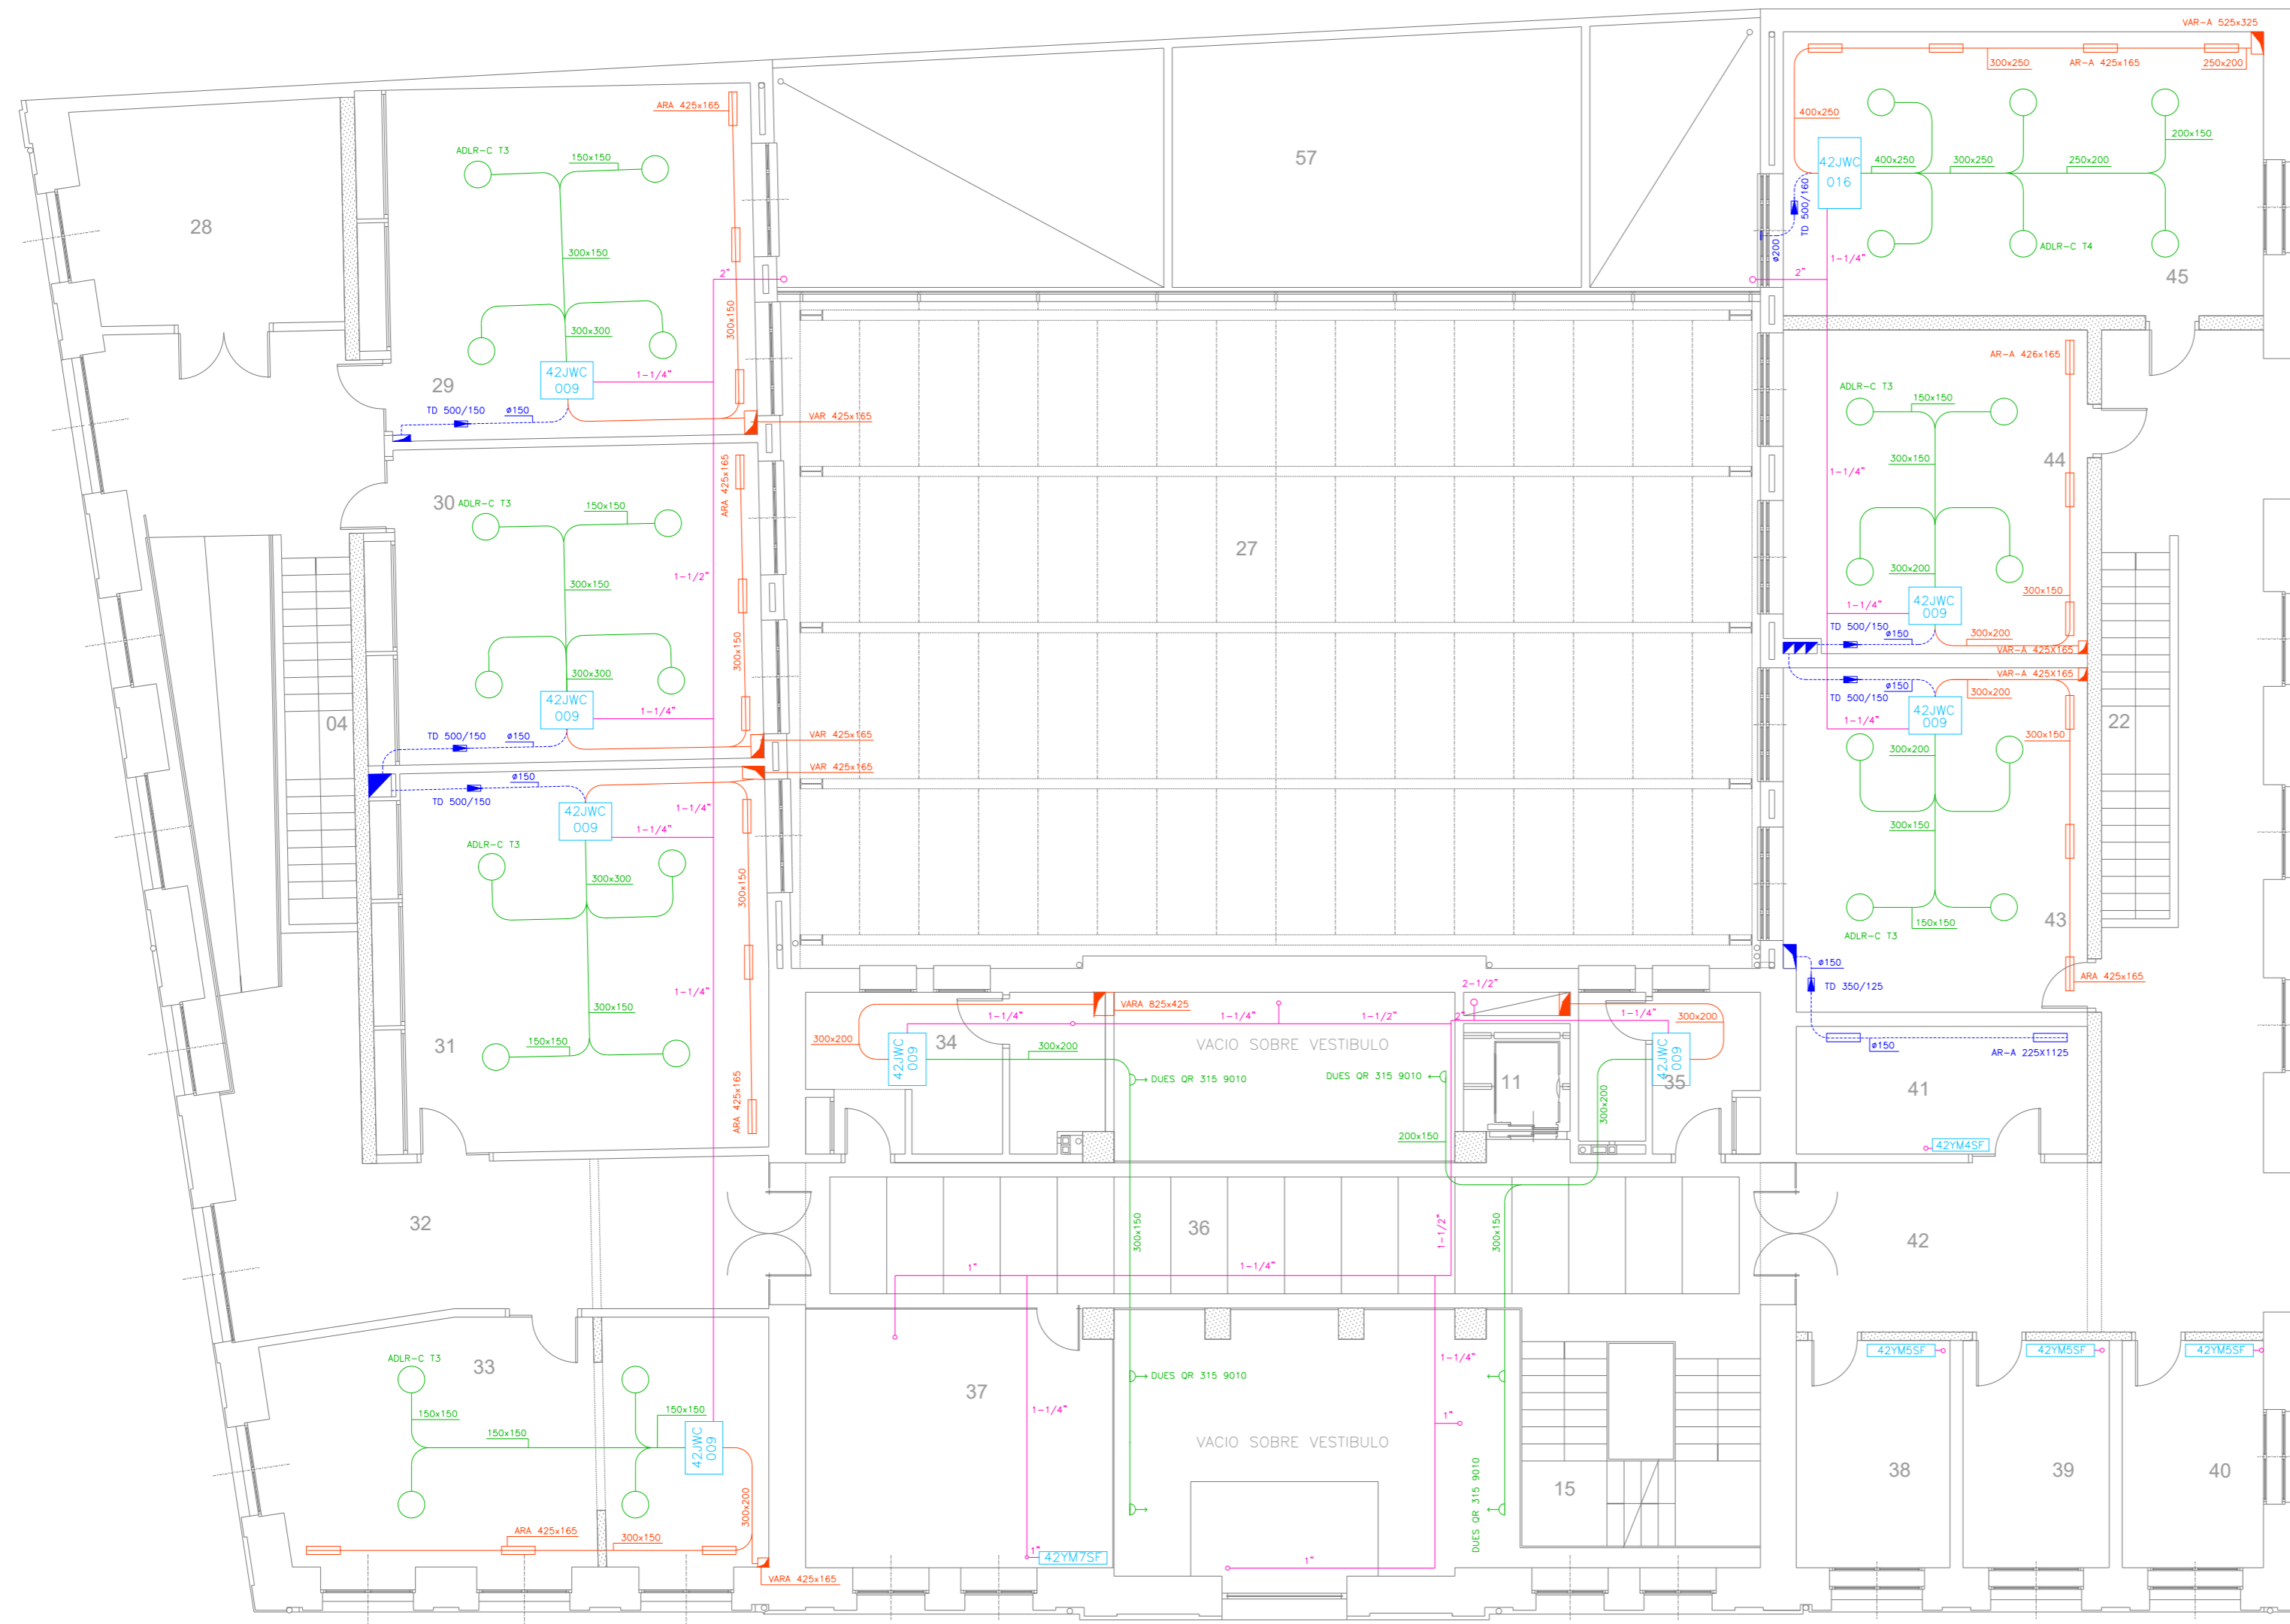 VAR-A 525x325
300x250
AR-A 425x165
250x200
ARA 425x165
ADLR-C T3
150x150
400x250
200x150
57
42JWC
016
400x250
300x250
250x200
28
TD 500/160
ø200
ADLR-C T4
300x150
1-1/4"
2"
2"
45
300x150
300x300
AR-A 426x165
42JWC
009
1-1/4"
29
ADLR-C T3
150x150
TD 500/150
ø150
VAR 425x165
300x150
44
1-1/4"
ARA 425x165
30
ADLR-C T3
150x150
27
1-1/2"
300x150
300x200
300x150
42JWC
009
300x150
1-1/4"
TD 500/150
ø150
300x200
VAR-A 425X165
300x300
42JWC
009
1-1/4"
VAR-A 425X165
TD 500/150
ø150
300x200
42JWC
009
04
22
1-1/4"
300x150
TD 500/150
ø150
VAR 425x165
300x200
VAR 425x165
ø150
TD 500/150
42JWC
009
1-1/4"
1-1/4"
300x150
ADLR-C T3
300x300
300x150
150x150
43
ADLR-C T3
ø150
TD 350/125
ARA 425x165
1-1/4"
300x150
2-1/2"
VARA 825x425
1-1/4"
1-1/4"
1-1/2"
2"
1-1/4"
300x200
31
150x150
300x200
42JWC
009
34
300x200
VACIO SOBRE VESTIBULO
42JWC
009
35
ø150
AR-A 225X1125
DUES QR 315 9010
DUES QR 315 9010
11
41
ARA 425x165
300x200
200x150
42YM4SF
32
36
300x150
1-1/2"
300x150
42
1"
1-1/4"
33
ADLR-C T3
42YM5SF
42YM5SF
42YM5SF
1-1/4"
DUES QR 315 9010
37
1-1/4"
150x150
150x150
150x150
1"
42JWC
009
VACIO SOBRE VESTIBULO
38
39
40
15
300x200
DUES QR 315 9010
ARA 425x165
300x150
1"
42YM7SF
1"
VARA 425x165